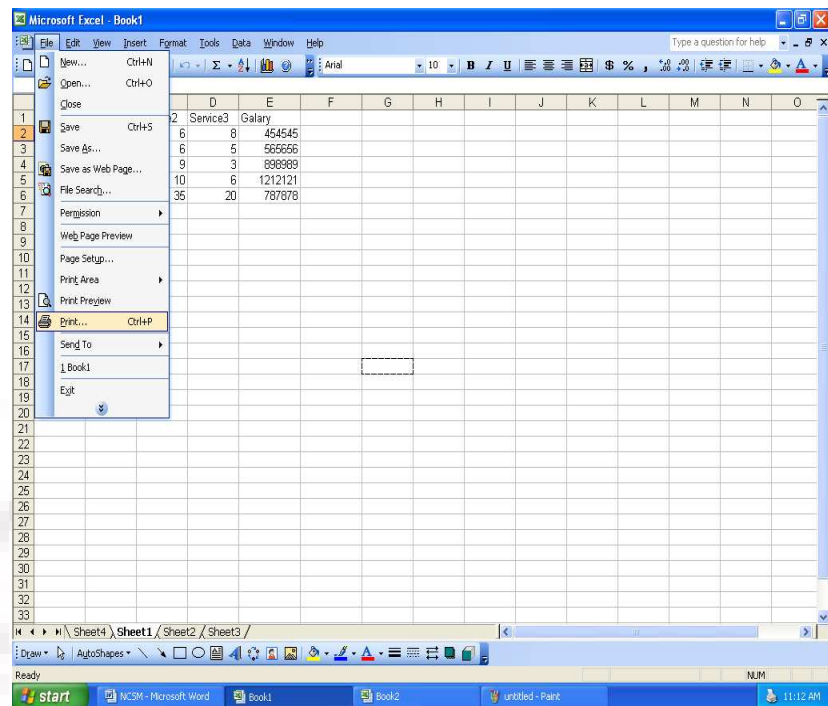 Microsoft Excel - Book1
File Edit View Insert Format Tools Data Window Help
Type a question for help
Arial 10 B I U $ % ,
New... Ctrl+N
Open... Ctrl+O
Close
Save Ctrl+S
Save As...
Save as Web Page...
File Search...
Permission
Web Page Preview
Page Setup...
Print Area
Print Preview
Print... Ctrl+P
Send To
1 Book1
Exit
D E F G H I J K L M N O
1 2 Service3 Galary
2 6 8 454545
3 6 5 565656
4 9 3 898989
5 10 6 1212121
6 35 20 787878
7
8
9
10
11
12
13
14
15
16
17
18
19
20
21
22
23
24
25
26
27
28
29
30
31
32
33
Sheet4 Sheet1 Sheet2 Sheet3
Draw AutoShapes
Ready NUM
start NCSM - Microsoft Word Book1 Book2 untitled - Paint 11:12 AM